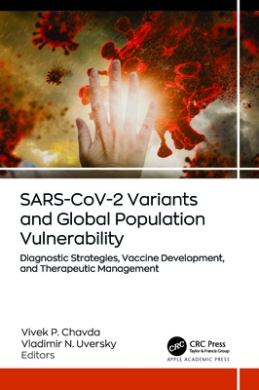 SARS-CoV-2 Variants
and Global Population
Vulnerability
Diagnostic Strategies, Vaccine Development,
and Therapeutic Management
Vivek P. Chavda
Vladimir N. Uversky
Editors
CRC
CRC Press
Taylor & Francis Group
APPLE ACADEMIC PRESS